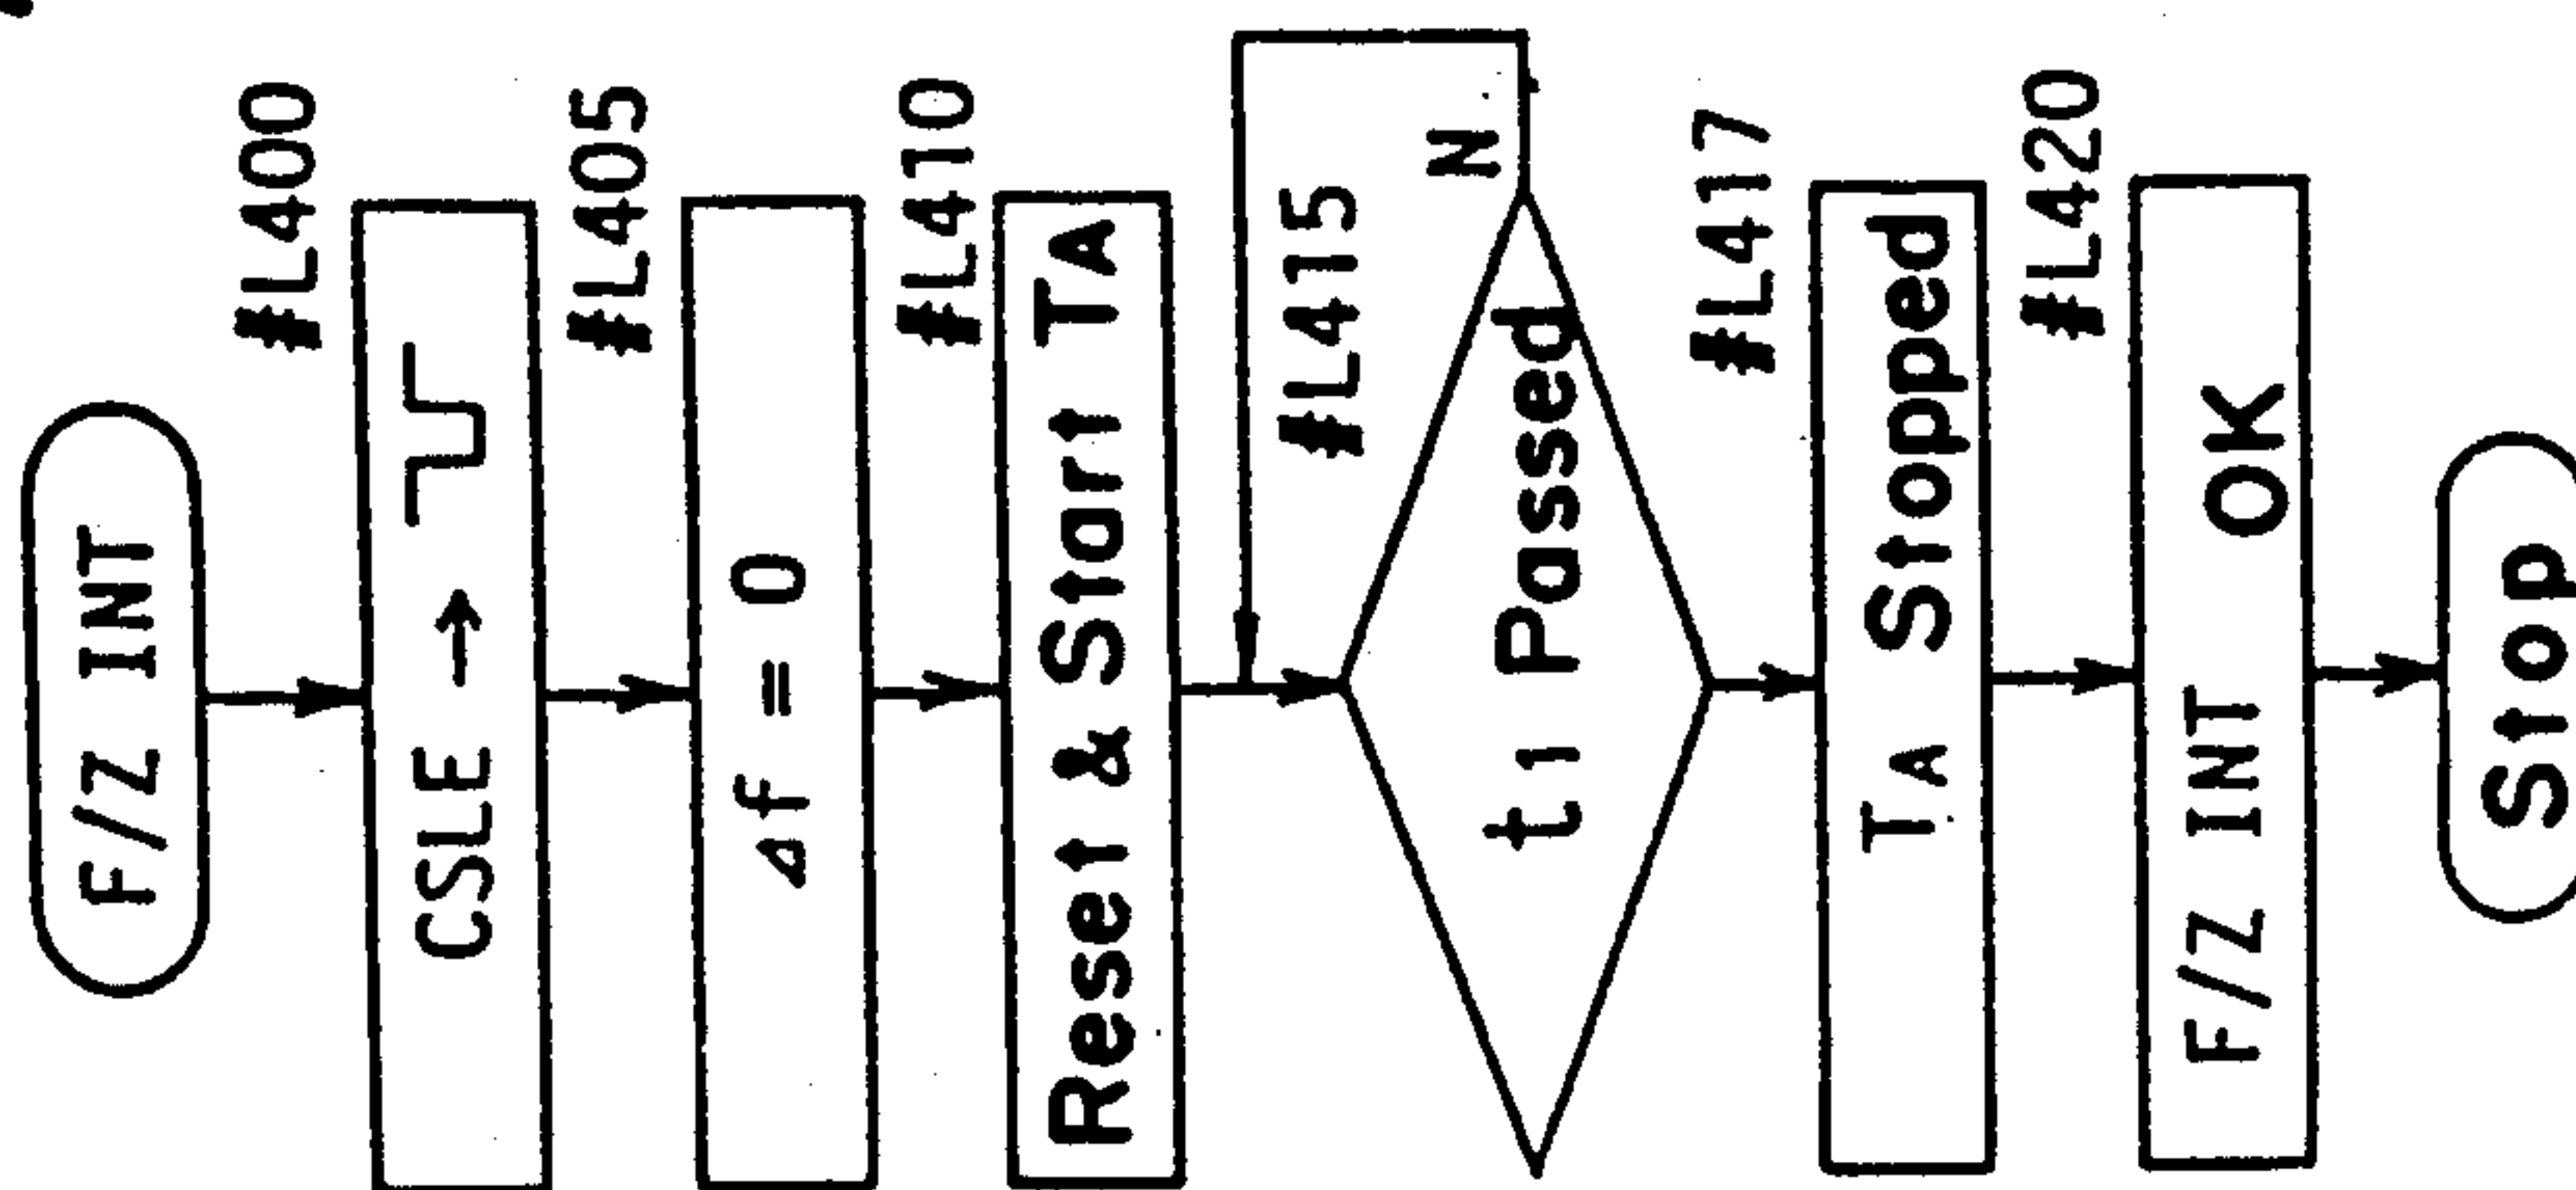 F/Z INT
#L400
CSLE →
#L405
Δf = 0
#L410
Reset & Start TA
#L415
t1 Passed
N
#L417
TA Stopped
#L420
F/Z INT OK
Stop